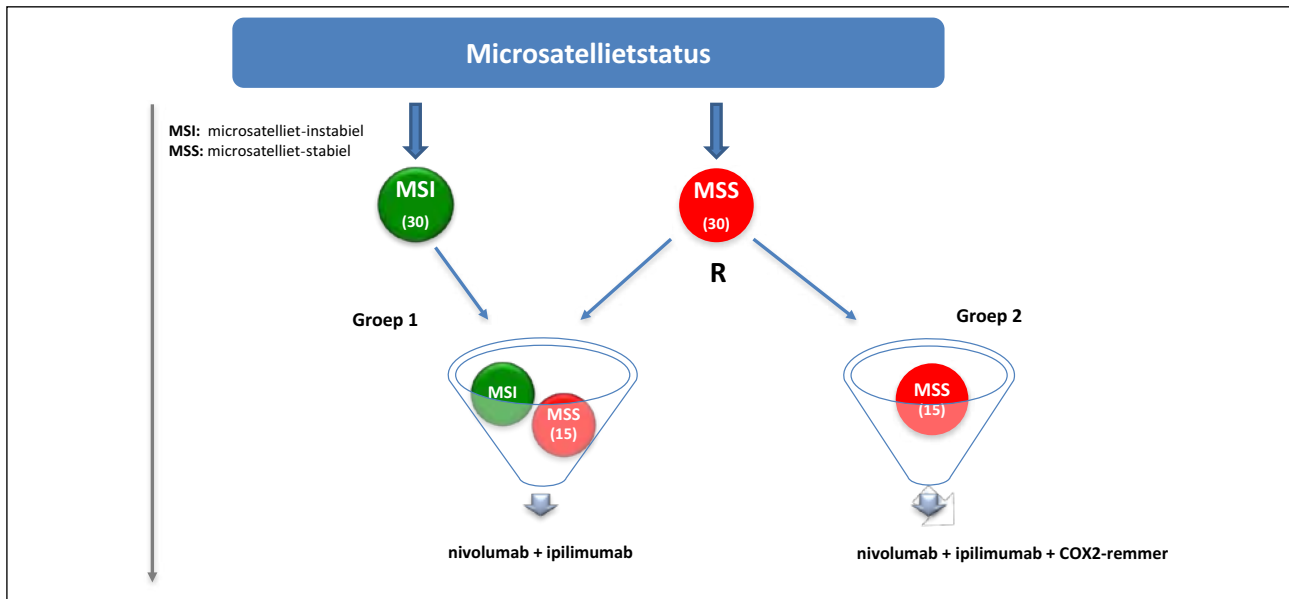 Microsatellietstatus
MSI: microsatelliet-instabiel
MSS: microsatelliet-stabiel
MSI
(30)
MSS
(30)
R
Groep 1
Groep 2
MSI
MSS
(15)
MSS
(15)
nivolumab + ipilimumab
nivolumab + ipilimumab + COX2-remmer